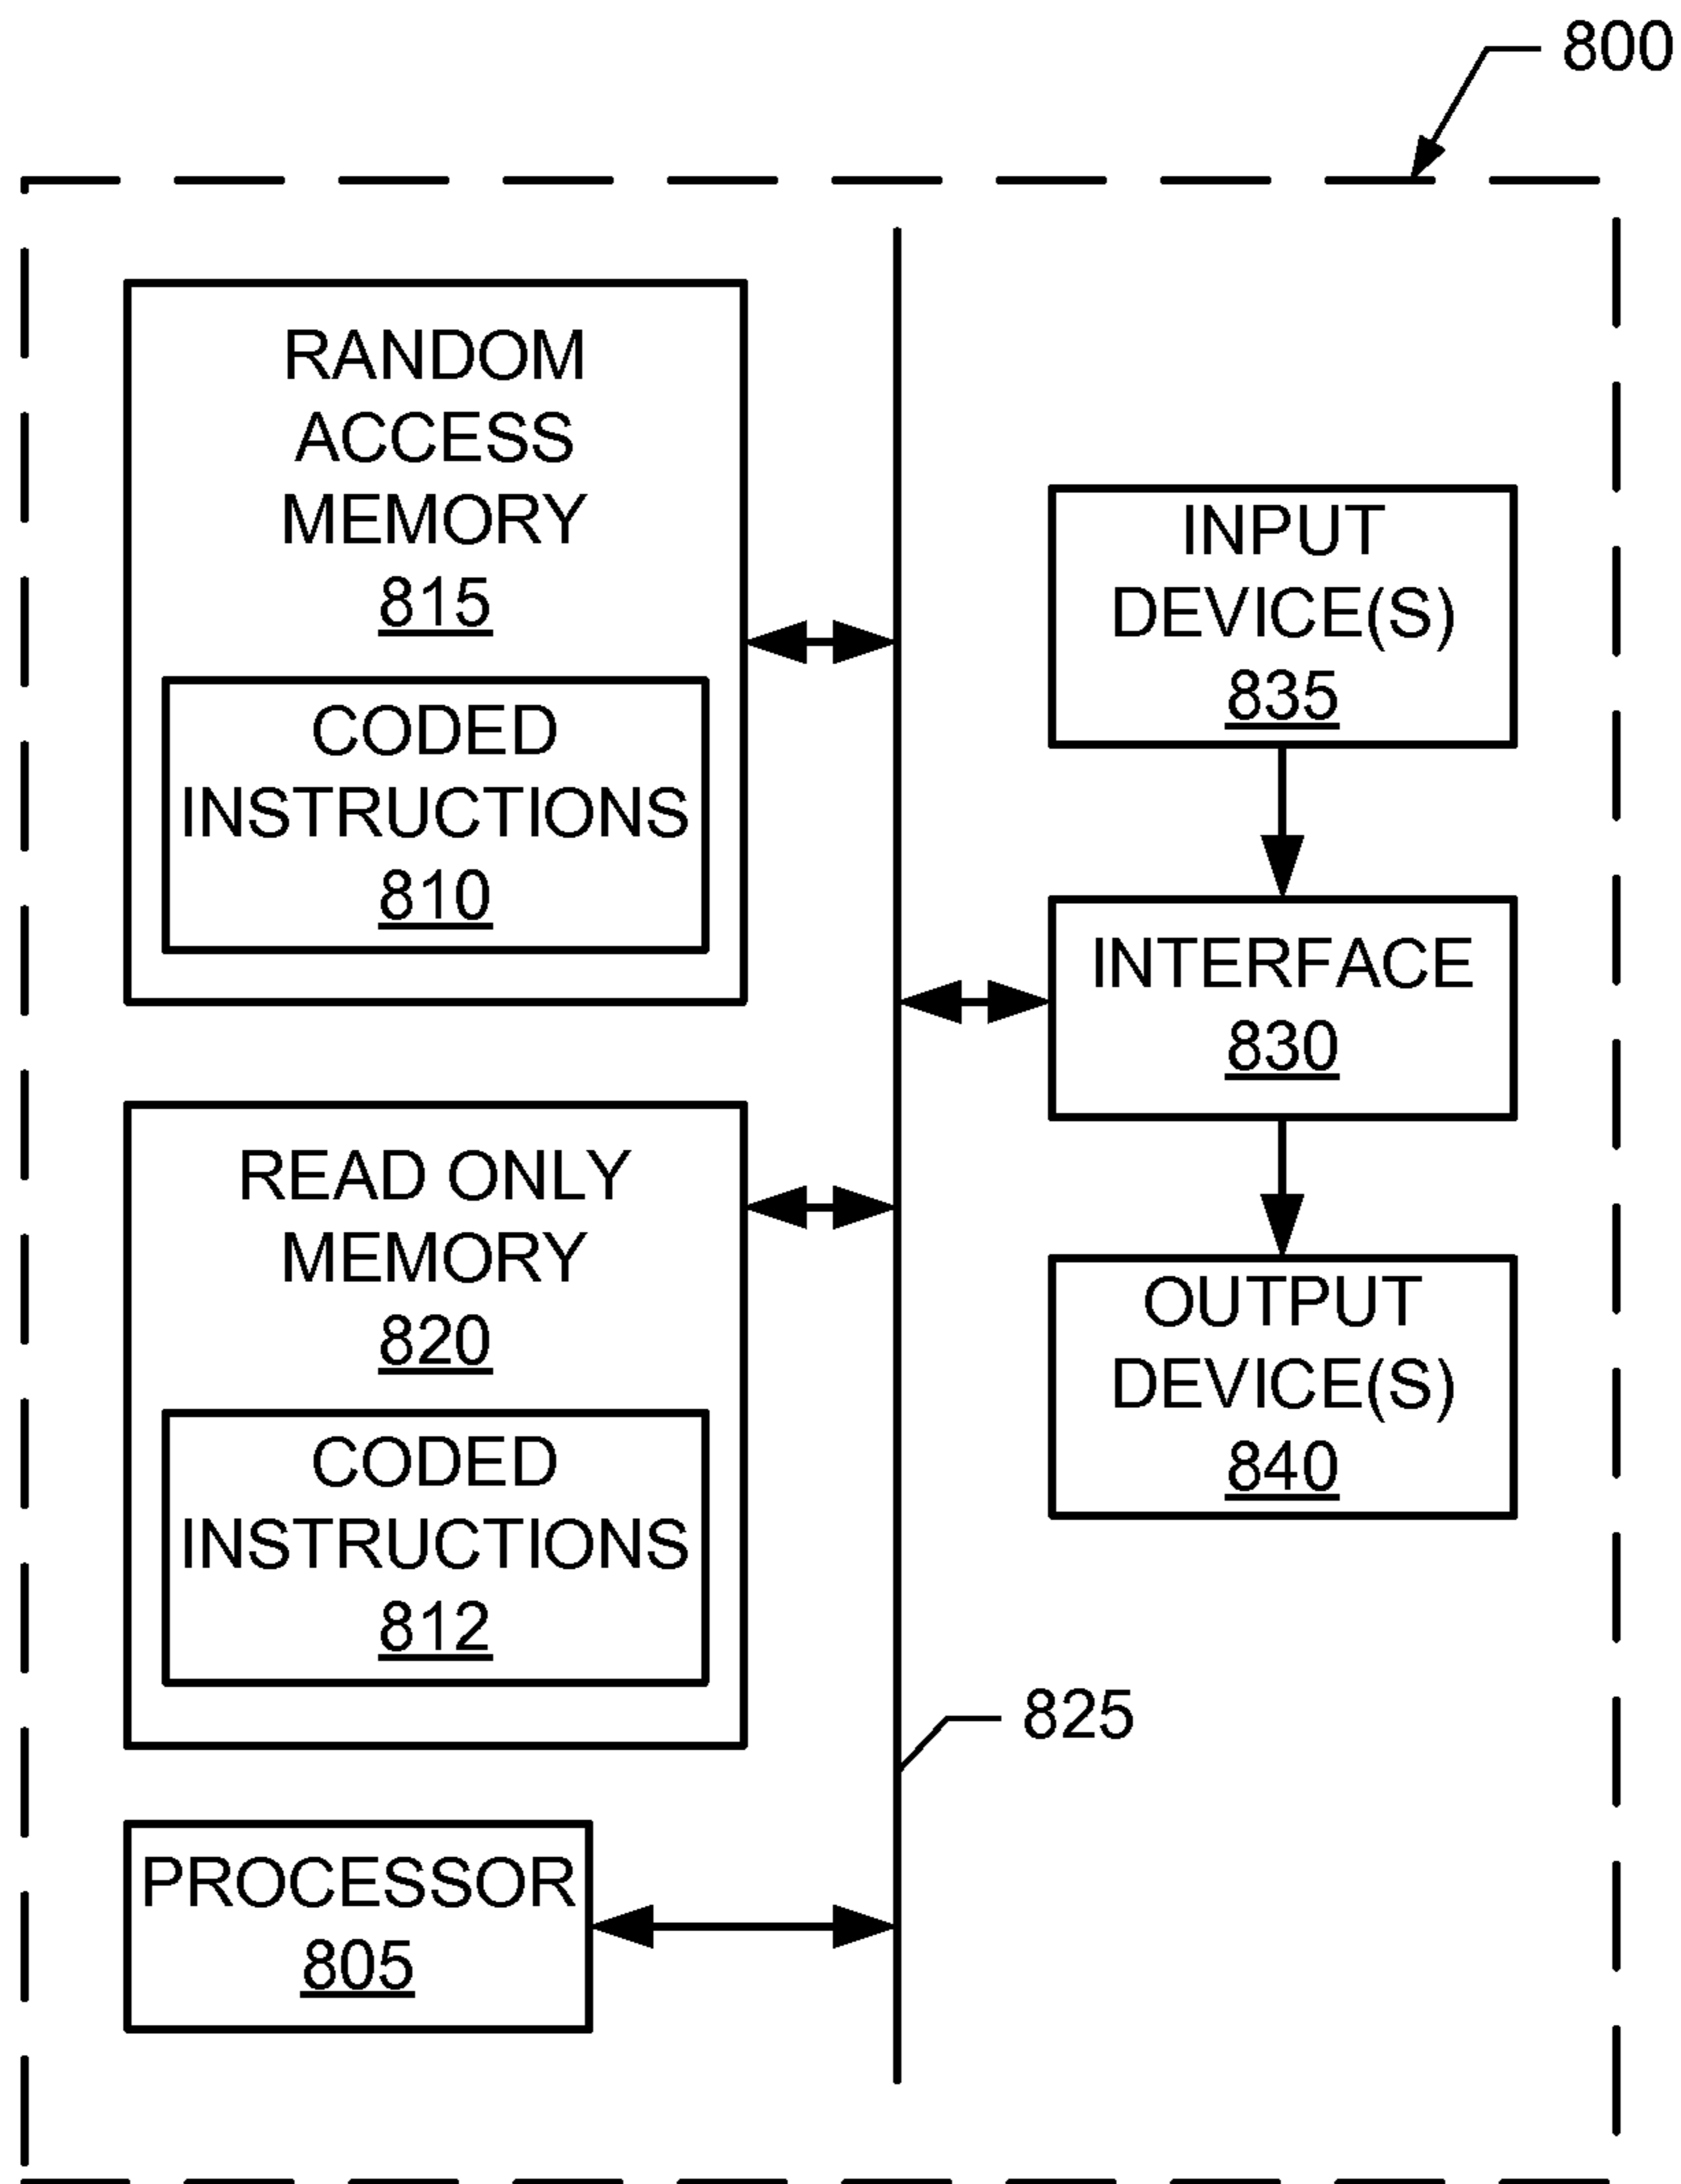 800
RANDOM
ACCESS
MEMORY
815
CODED
INSTRUCTIONS
810
INPUT
DEVICE(S)
835
INTERFACE
830
READ ONLY
MEMORY
820
CODED
INSTRUCTIONS
812
OUTPUT
DEVICE(S)
840
825
PROCESSOR
805